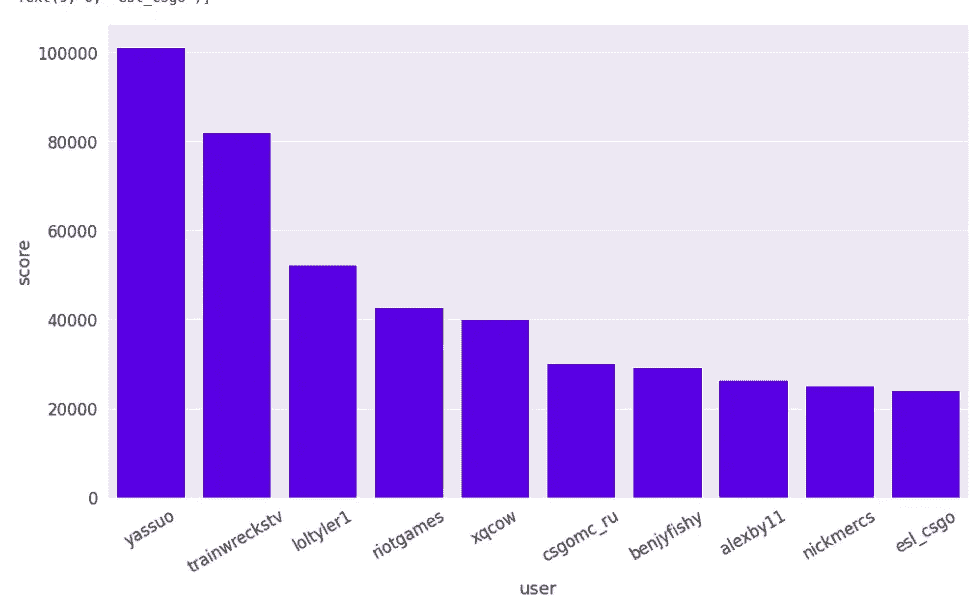 100000
80000
60000
40000
20000
0
score
yassuo
trainwreckstv
loltyler1
riotgames
xqcow
csgomc_ru
benjyfishy
alexby11
nickmercs
esl_csgo
user